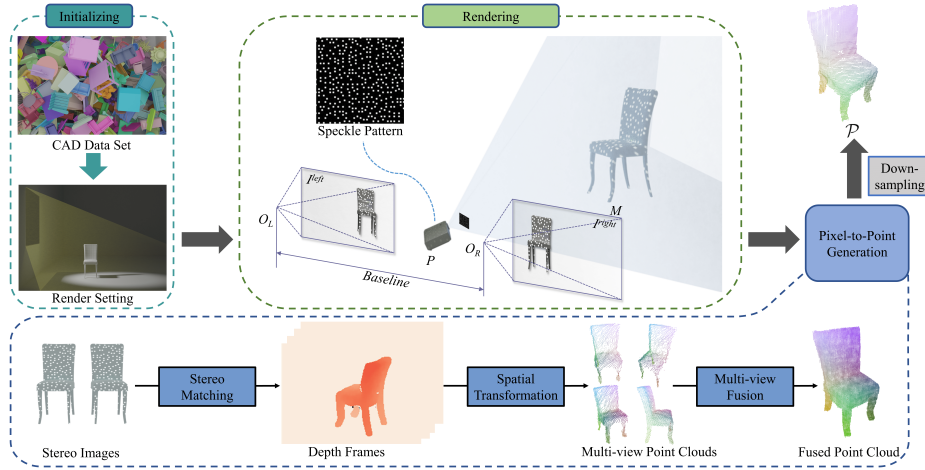 Initializing
Rendering
CAD Data Set
Render Setting
Speckle Pattern
I^left
O_L
P
Baseline
O_R
M
I^right
𝒫
Down-
sampling
Pixel-to-Point
Generation
Stereo
Matching
Spatial
Transformation
Multi-view
Fusion
Stereo Images
Depth Frames
Multi-view Point Clouds
Fused Point Cloud